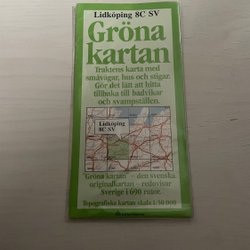 Lidköping 8C SV
Gröna
kartan
Traktens karta med
småvägar, hus och stigar.
Gör det lätt att hitta
tillbaka till badvikar
och svampställen.
Lidköping
8C SV
Gröna kartan - den svenska
originalkartan - redovisar
Sverige i 690 rutor.
Topografiska kartan skala 1:50 000